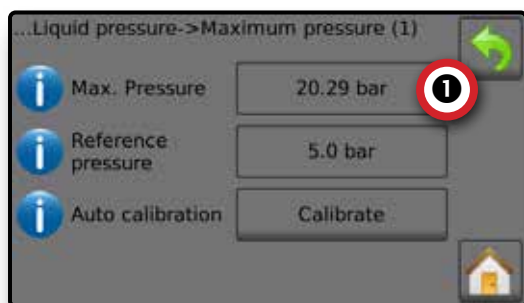 ...Liquid pressure->Maximum pressure (1)
Max. Pressure 20.29 bar 1
Reference
pressure 5.0 bar
Auto calibration Calibrate